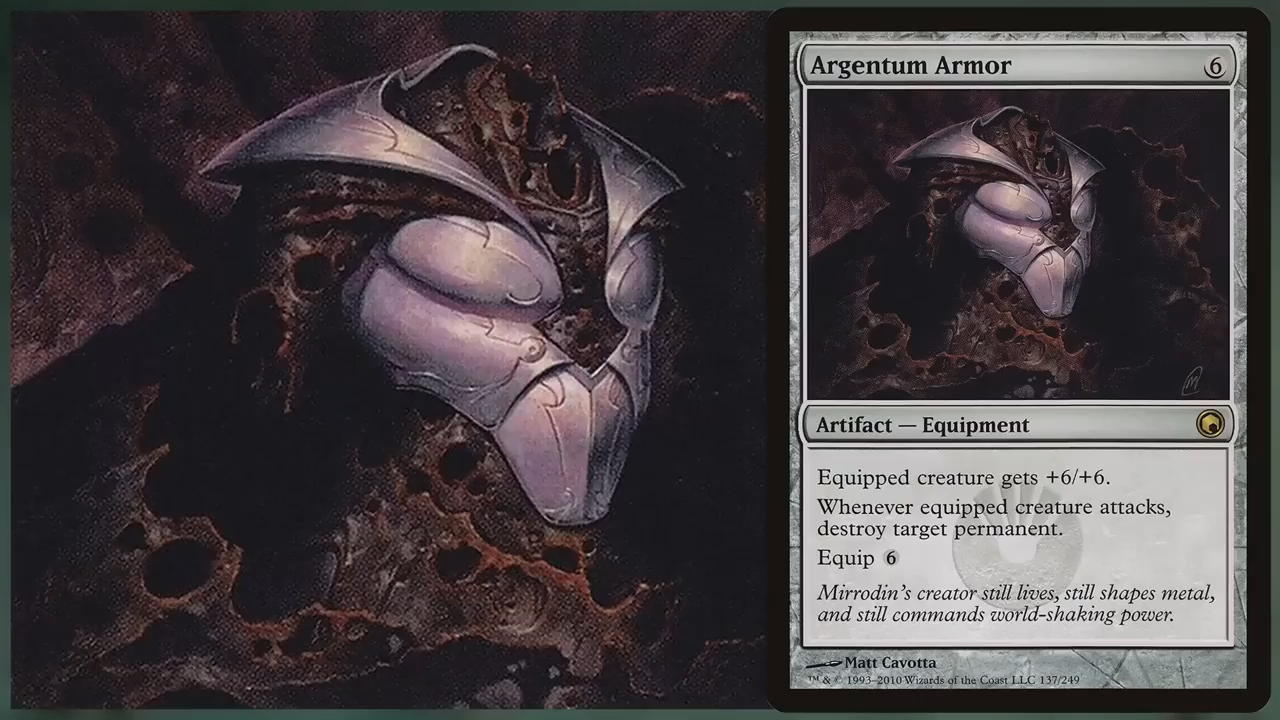 Argentum Armor 6
Artifact — Equipment
Equipped creature gets +6/+6.
Whenever equipped creature attacks,
destroy target permanent.
Equip 6
Mirrodin's creator still lives, still shapes metal,
and still commands world-shaking power.
Matt Cavotta
™ & © 1993–2010 Wizards of the Coast LLC 137/249